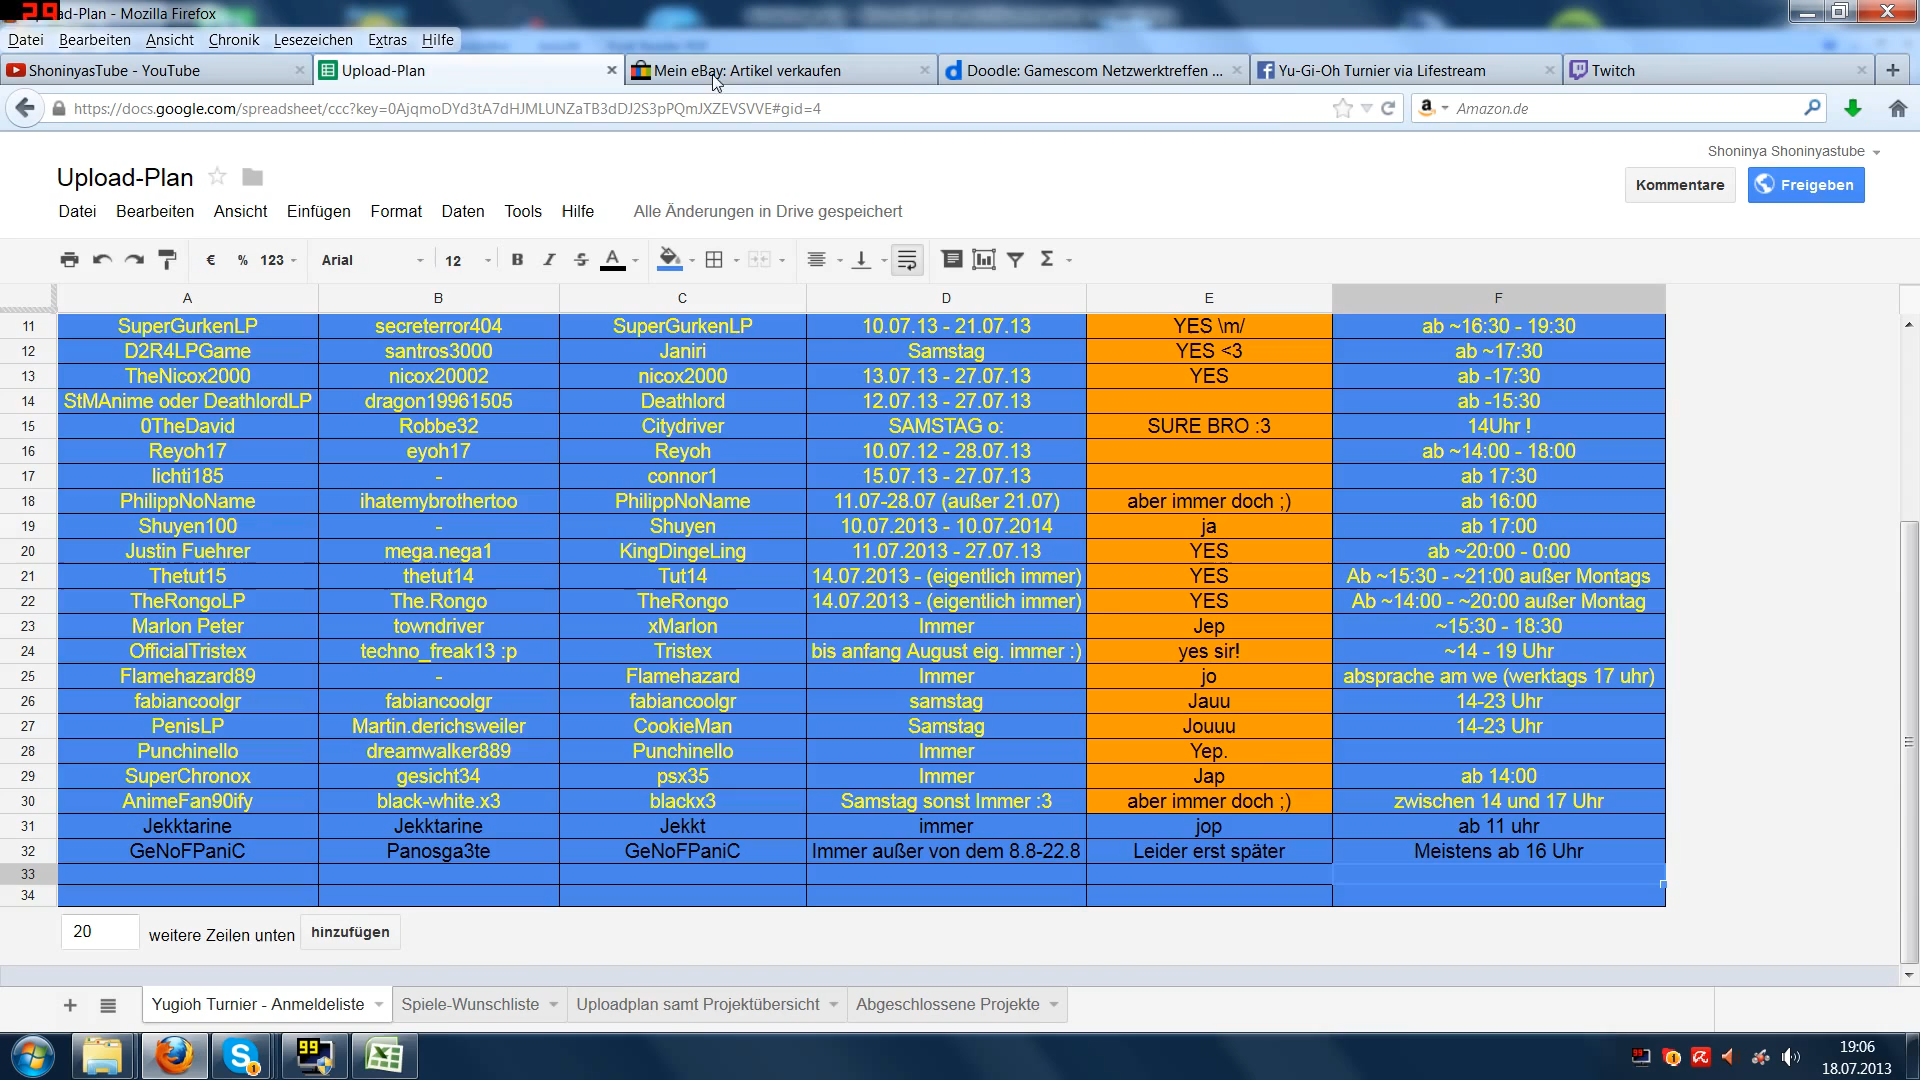 29
ad-Plan - Mozilla Firefox
Datei Bearbeiten Ansicht Chronik Lesezeichen Extras Hilfe
ShoninyasTube - YouTube Upload-Plan Mein eBay: Artikel verkaufen Doodle: Gamescom Netzwerktreffen ... Yu-Gi-Oh Turnier via Lifestream Twitch
https://docs.google.com/spreadsheet/ccc?key=0AjqmoDYd3tA7dHJMLUNZaTB3dDJ2S3pPQmJXZEVSVVE#gid=4 Amazon.de
Shoninya Shoninyastube
Upload-Plan Kommentare Freigeben
Datei Bearbeiten Ansicht Einfügen Format Daten Tools Hilfe Alle Änderungen in Drive gespeichert
€ % 123 Arial 12 B I S A Σ
A B C D E F
11 SuperGurkenLP secreterror404 SuperGurkenLP 10.07.13 - 21.07.13 YES \m/ ab ~16:30 - 19:30
12 D2R4LPGame santros3000 Janiri Samstag YES <3 ab ~17:30
13 TheNicox2000 nicox20002 nicox2000 13.07.13 - 27.07.13 YES ab -17:30
14 StMAnime oder DeathlordLP dragon19961505 Deathlord 12.07.13 - 27.07.13 ab -15:30
15 0TheDavid Robbe32 Citydriver SAMSTAG o: SURE BRO :3 14Uhr !
16 Reyoh17 eyoh17 Reyoh 10.07.12 - 28.07.13 ab ~14:00 - 18:00
17 lichti185 - connor1 15.07.13 - 27.07.13 ab 17:30
18 PhilippNoName ihatemybrothertoo PhilippNoName 11.07-28.07 (außer 21.07) aber immer doch ;) ab 16:00
19 Shuyen100 - Shuyen 10.07.2013 - 10.07.2014 ja ab 17:00
20 Justin Fuehrer mega.nega1 KingDingeLing 11.07.2013 - 27.07.13 YES ab ~20:00 - 0:00
21 Thetut15 thetut14 Tut14 14.07.2013 - (eigentlich immer) YES Ab ~15:30 - ~21:00 außer Montags
22 TheRongoLP The.Rongo TheRongo 14.07.2013 - (eigentlich immer) YES Ab ~14:00 - ~20:00 außer Montag
23 Marlon Peter towndriver xMarlon Immer Jep ~15:30 - 18:30
24 OfficialTristex techno_freak13 :p Tristex bis anfang August eig. immer :) yes sir! ~14 - 19 Uhr
25 Flamehazard89 - Flamehazard Immer jo absprache am we (werktags 17 uhr)
26 fabiancoolgr fabiancoolgr fabiancoolgr samstag Jauu 14-23 Uhr
27 PenisLP Martin.derichsweiler CookieMan Samstag Jouuu 14-23 Uhr
28 Punchinello dreamwalker889 Punchinello Immer Yep.
29 SuperChronox gesicht34 psx35 Immer Jap ab 14:00
30 AnimeFan90ify black-white.x3 blackx3 Samstag sonst Immer :3 aber immer doch ;) zwischen 14 und 17 Uhr
31 Jekktarine Jekktarine Jekkt immer jop ab 11 uhr
32 GeNoFPaniC Panosga3te GeNoFPaniC Immer außer von dem 8.8-22.8 Leider erst später Meistens ab 16 Uhr
33
34
20 weitere Zeilen unten hinzufügen
Yugioh Turnier - Anmeldeliste Spiele-Wunschliste Uploadplan samt Projektübersicht Abgeschlossene Projekte
99 19:06
18.07.2013